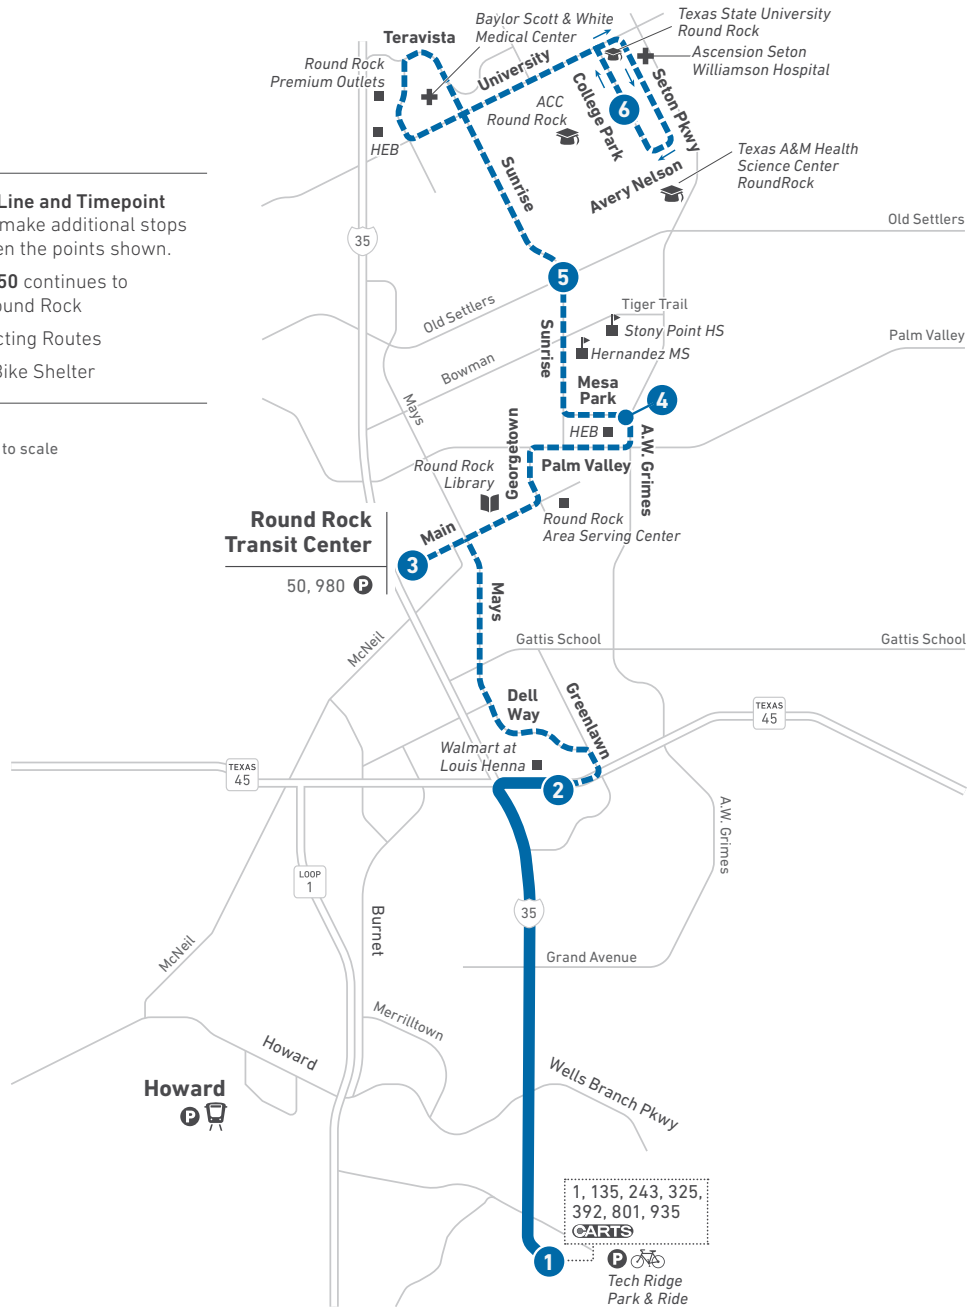 Baylor Scott & White
Medical Center
Texas State University
Round Rock
Teravista
Ascension Seton
Williamson Hospital
Round Rock
Premium Outlets
University
Seton Pkwy
College Park
6
ACC
Round Rock
HEB
Texas A&M Health
Science Center
RoundRock
Sunrise
Avery Nelson
Line and Timepoint
make additional stops
en the points shown.
50 continues to
ound Rock
cting Routes
Bike Shelter
to scale
35
Old Settlers
5
Old Settlers
Tiger Trail
Stony Point HS
Sunrise
Hernandez MS
Palm Valley
Bowman
Mesa
Park
4
Mays
HEB
Georgetown
A.W. Grimes
Palm Valley
Round Rock
Library
Round Rock
Area Serving Center
Round Rock
Transit Center
Main
3
50, 980 P
Mays
McNeil
Gattis School
Gattis School
Dell
Way
Greenlawn
TEXAS
45
Walmart at
Louis Henna
TEXAS
45
2
A.W. Grimes
LOOP
1
35
Burnet
McNeil
Grand Avenue
Merrilltown
Howard
Howard
P
Wells Branch Pkwy
1, 135, 243, 325,
392, 801, 935
CARTS
1
P
Tech Ridge
Park & Ride